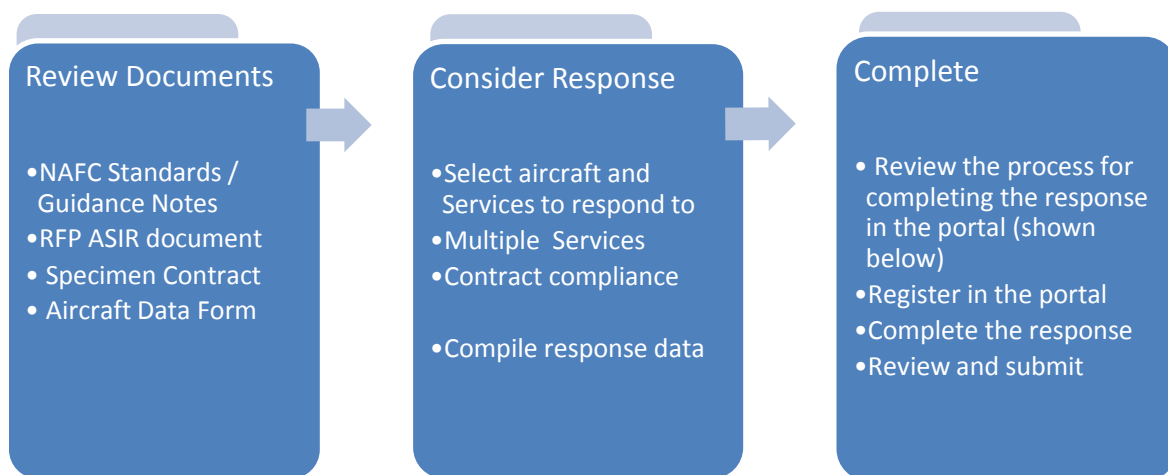 Review Documents
•NAFC Standards /
Guidance Notes
•RFP ASIR document
• Specimen Contract
• Aircraft Data Form
Consider Response
•Select aircraft and
Services to respond to
•Multiple Services
•Contract compliance
•Compile response data
Complete
• Review the process for
completing the response
in the portal (shown
below)
•Register in the portal
•Complete the response
•Review and submit